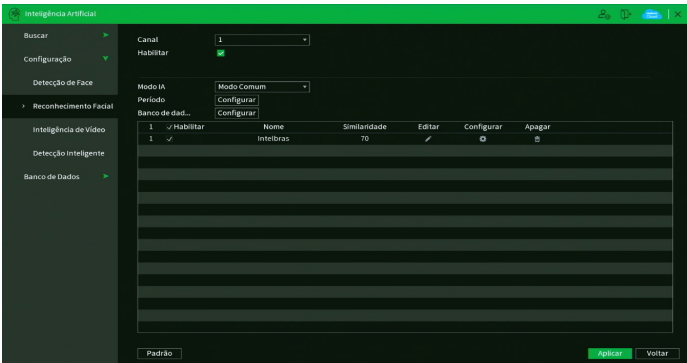 Inteligência Artificial
Buscar
Configuração
Detecção de Face
Reconhecimento Facial
Inteligência de Vídeo
Detecção Inteligente
Banco de Dados
Canal 1
Habilitar
Modo IA Modo Comum
Período Configurar
Banco de dad... Configurar
1 Habilitar Nome Similaridade Editar Configurar Apagar
1 Intelbras 70
Padrão Aplicar Voltar